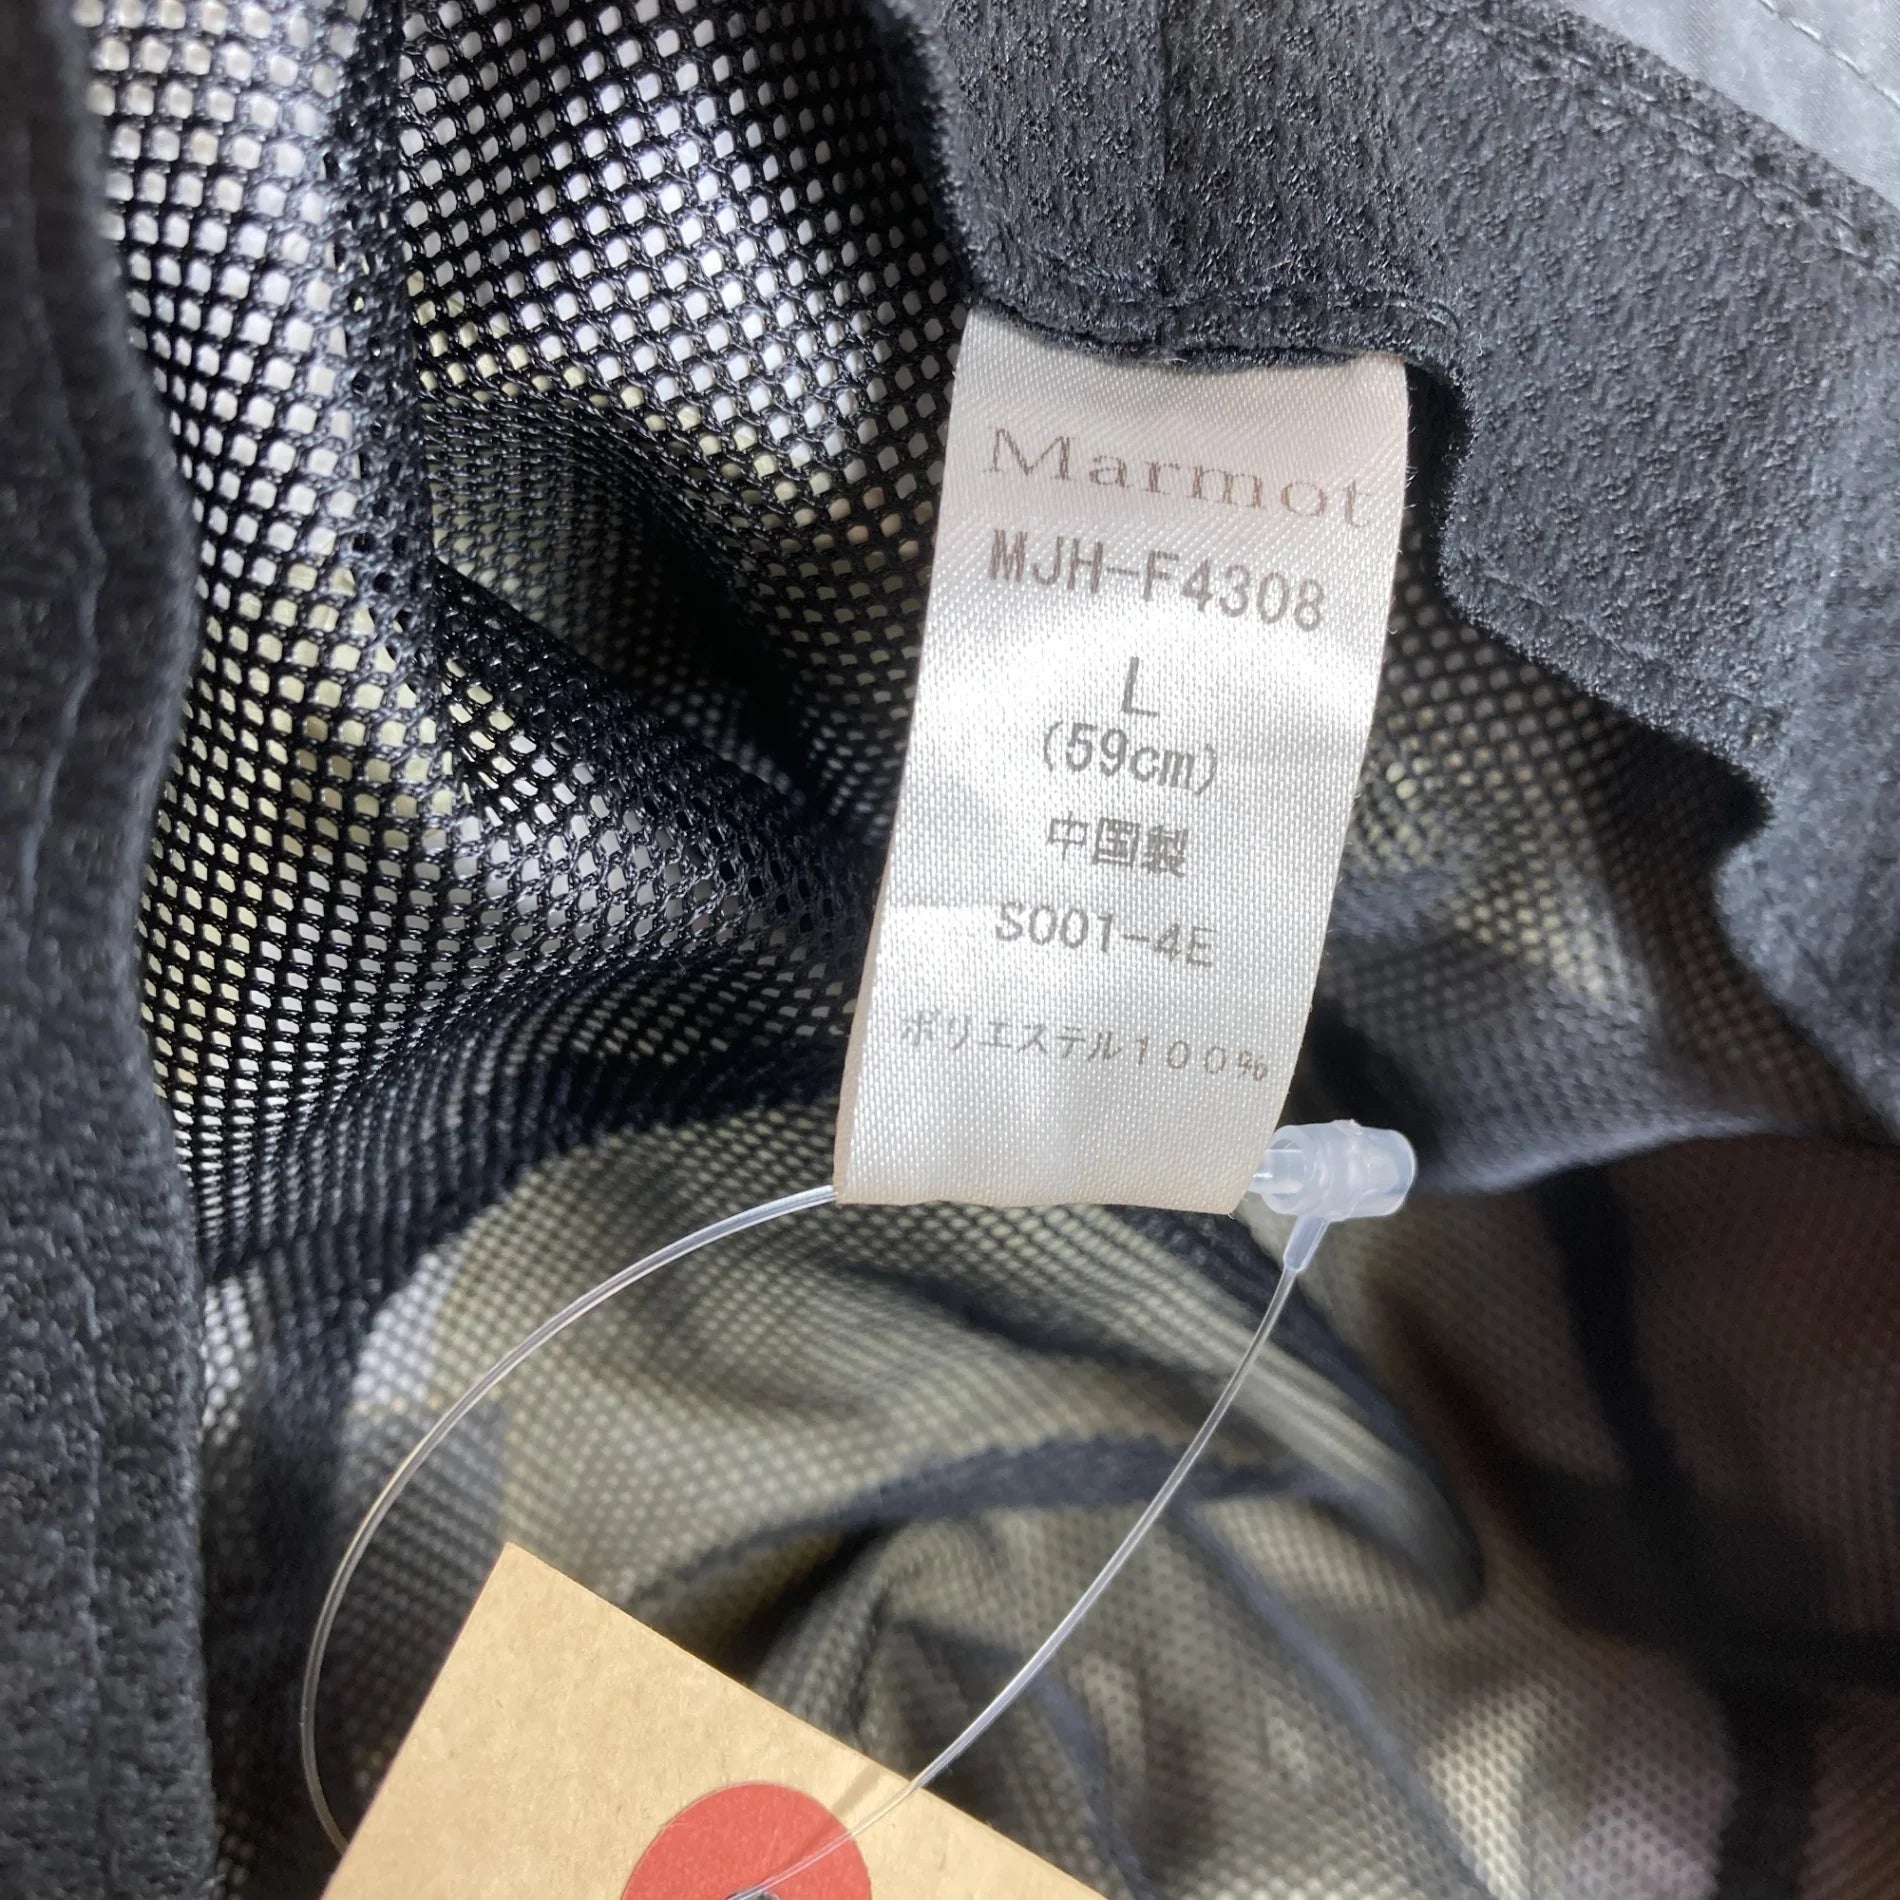 Marmot
MJH-F4308
L
(59cm)
中国製
S001-4E
ポリエステル１００％